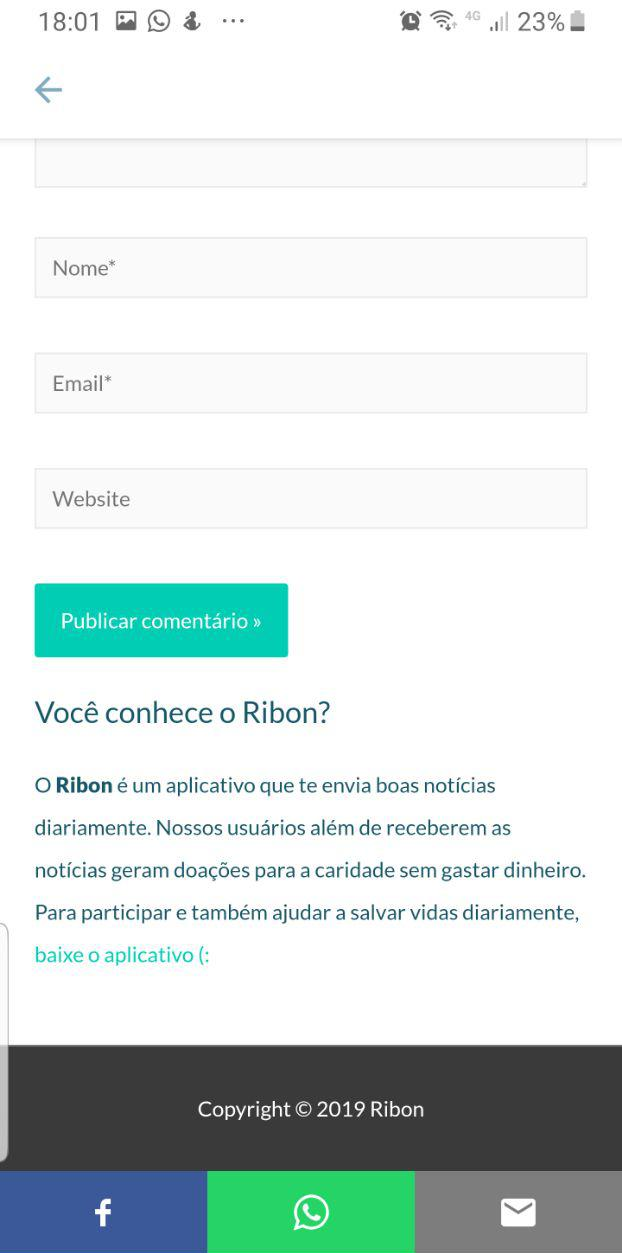 18:01 4G 23%
Nome*
Email*
Website
Publicar comentário »
Você conhece o Ribon?
O Ribon é um aplicativo que te envia boas notícias
diariamente. Nossos usuários além de receberem as
notícias geram doações para a caridade sem gastar dinheiro.
Para participar e também ajudar a salvar vidas diariamente,
baixe o aplicativo (:
Copyright © 2019 Ribon